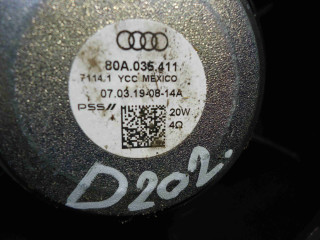 80A.035.411
7114.1 YCC MEXICO
07.03.19-08-14A
PSS//
20W
4Ω
D202.